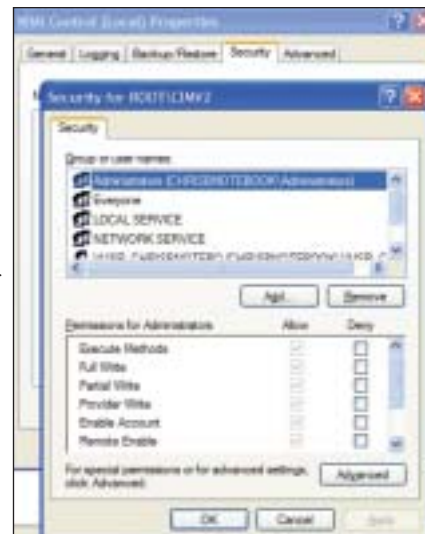 WMI Control (Local) Properties
General Logging Backup/Restore Security Advanced
Security for ROOT\CIMV2
Security
Group or user names:
Administrators (CHRISNOTEBOOK\Administrators)
Everyone
LOCAL SERVICE
NETWORK SERVICE
Add... Remove
Permissions for Administrators Allow Deny
Execute Methods
Full Write
Partial Write
Provider Write
Enable Account
Remote Enable
For special permissions or for advanced settings,
click Advanced.
Advanced
OK Cancel Apply